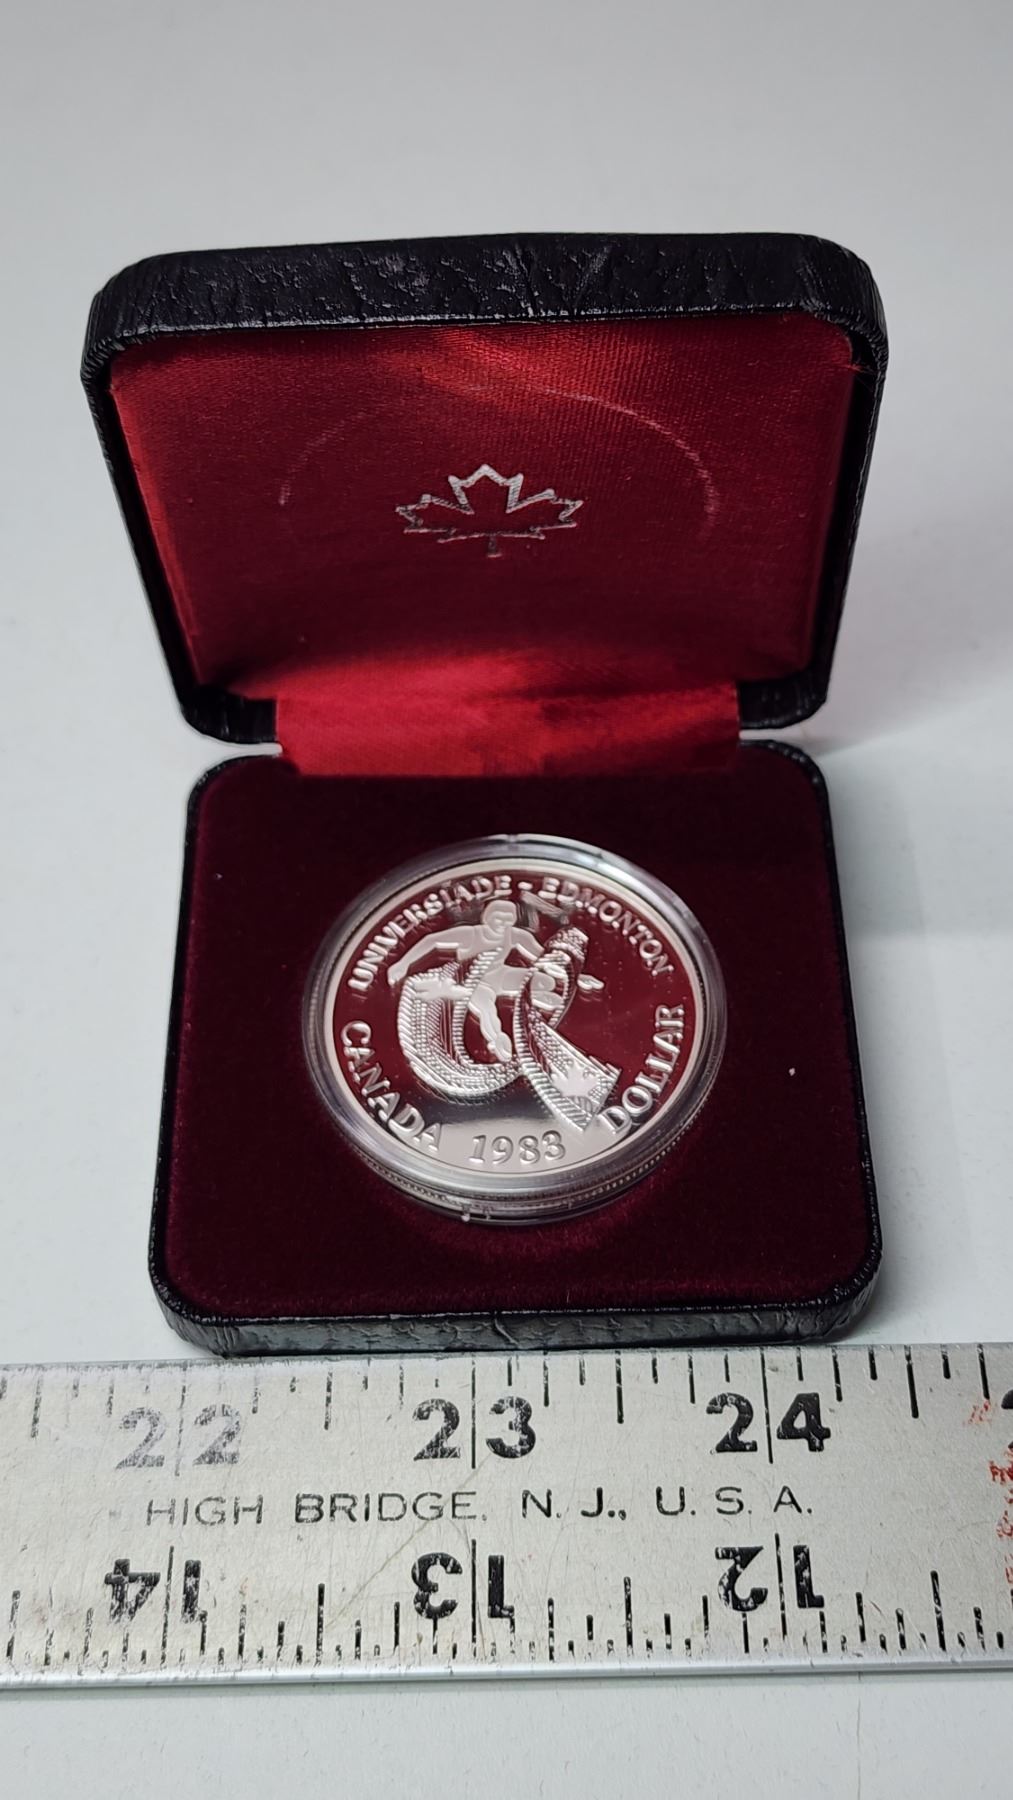 UNIVERSIADE - EDMONTON
CANADA 1983 DOLLAR
22 23 24
HIGH BRIDGE, N. J., U. S. A.
14 13 12